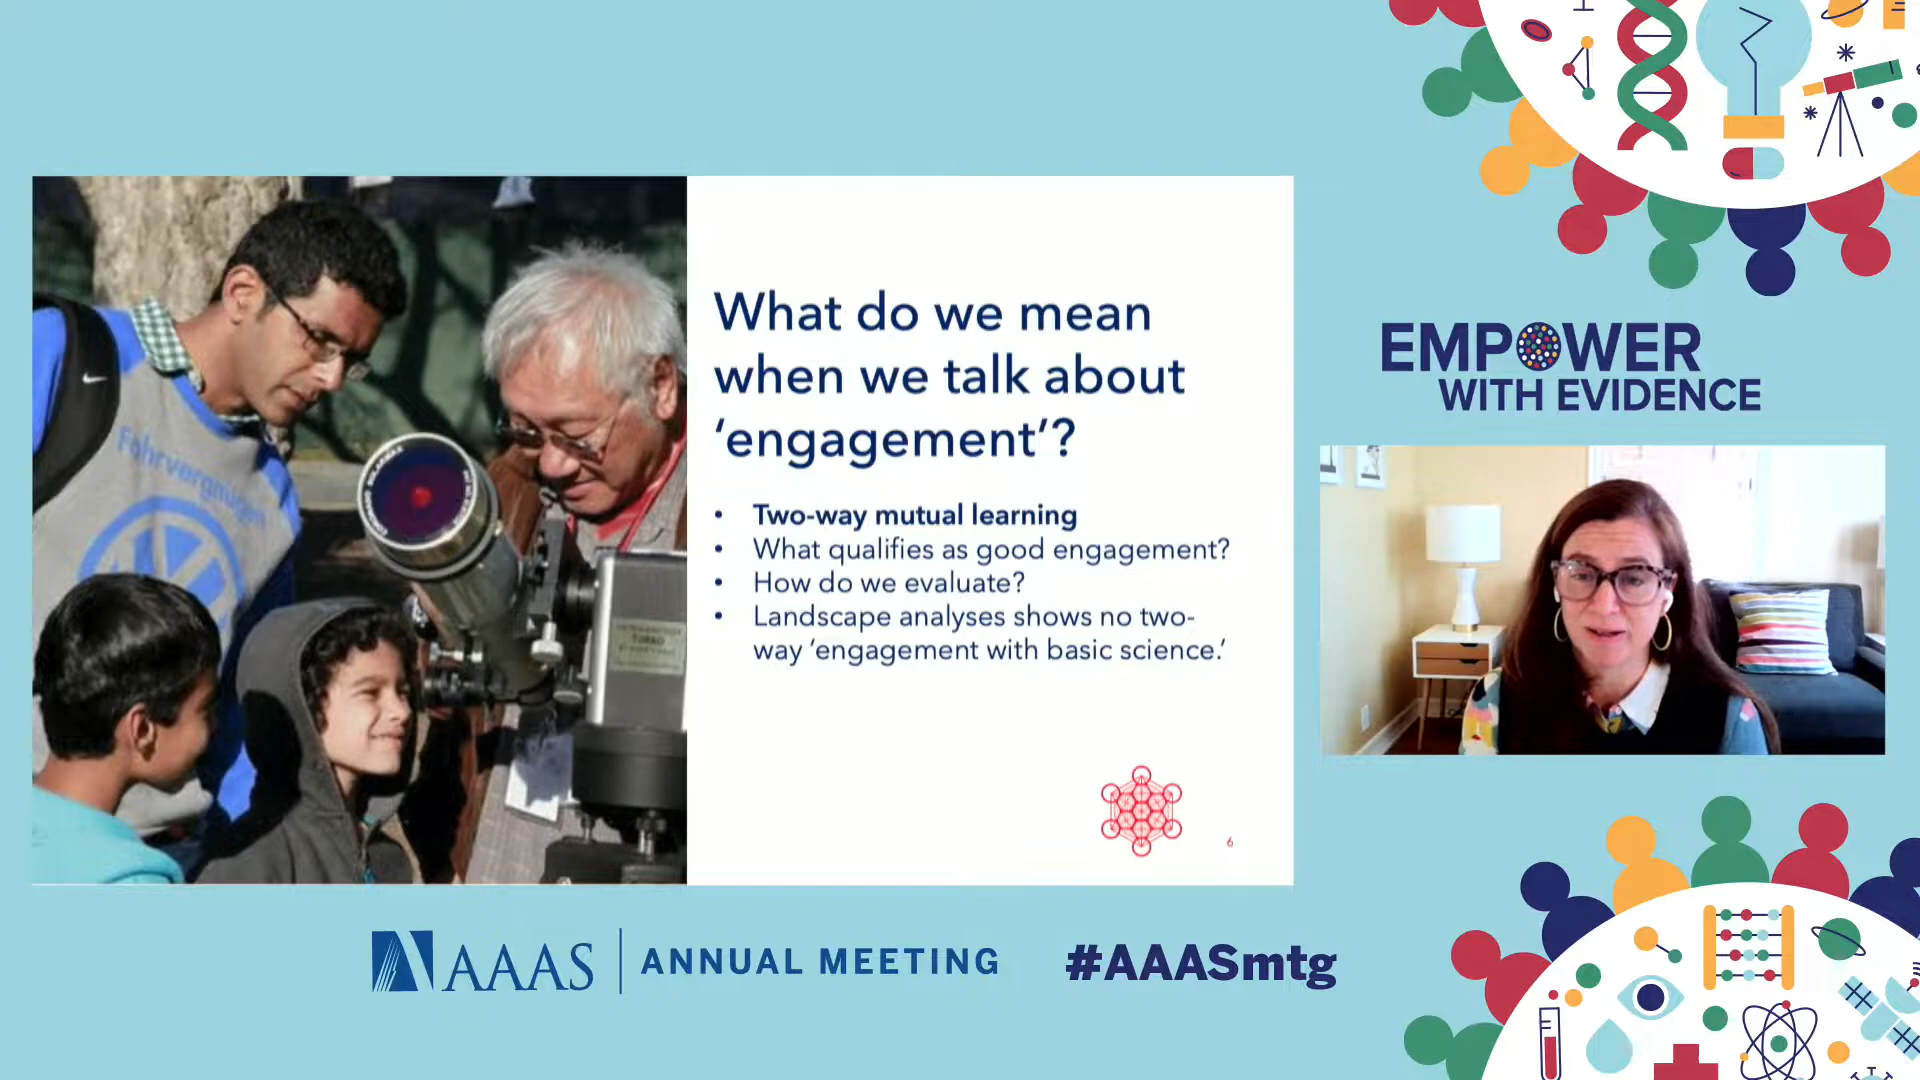 What do we mean
when we talk about
‘engagement’?
• Two-way mutual learning
• What qualifies as good engagement?
• How do we evaluate?
• Landscape analyses shows no two-
way ‘engagement with basic science.’
6
Fahrvergnügen
EMPOWER
WITH EVIDENCE
AAAS | ANNUAL MEETING
#AAASmtg